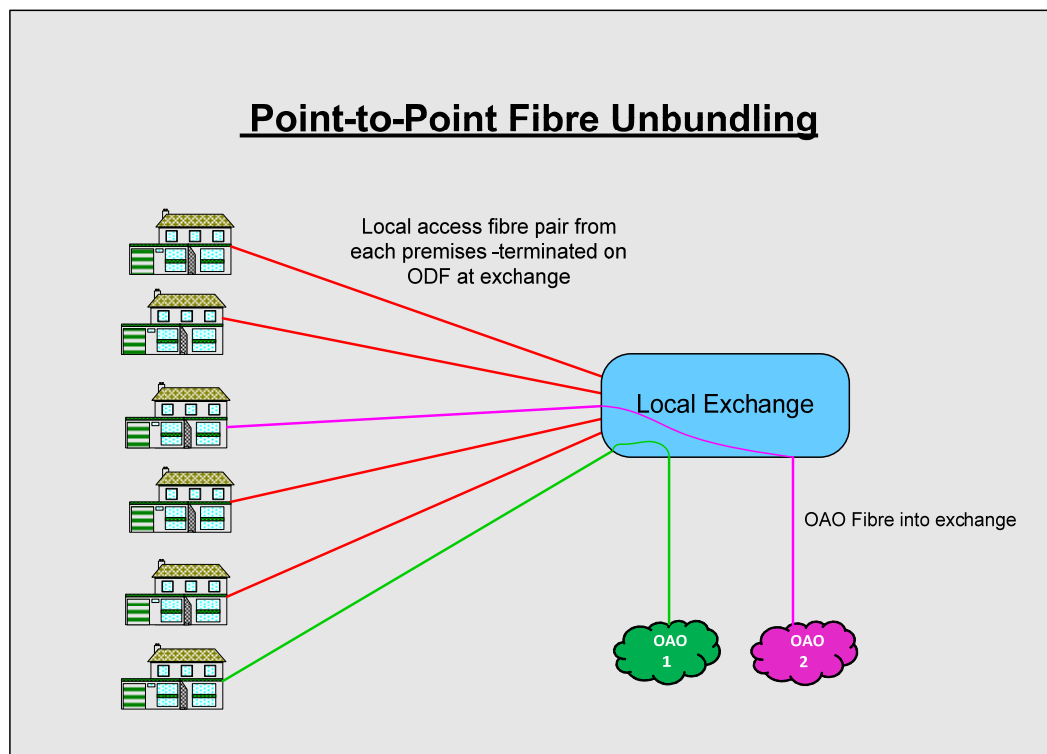 Point-to-Point Fibre Unbundling
Local access fibre pair from
each premises -terminated on
ODF at exchange
Local Exchange
OAO Fibre into exchange
OAO
1
OAO
2